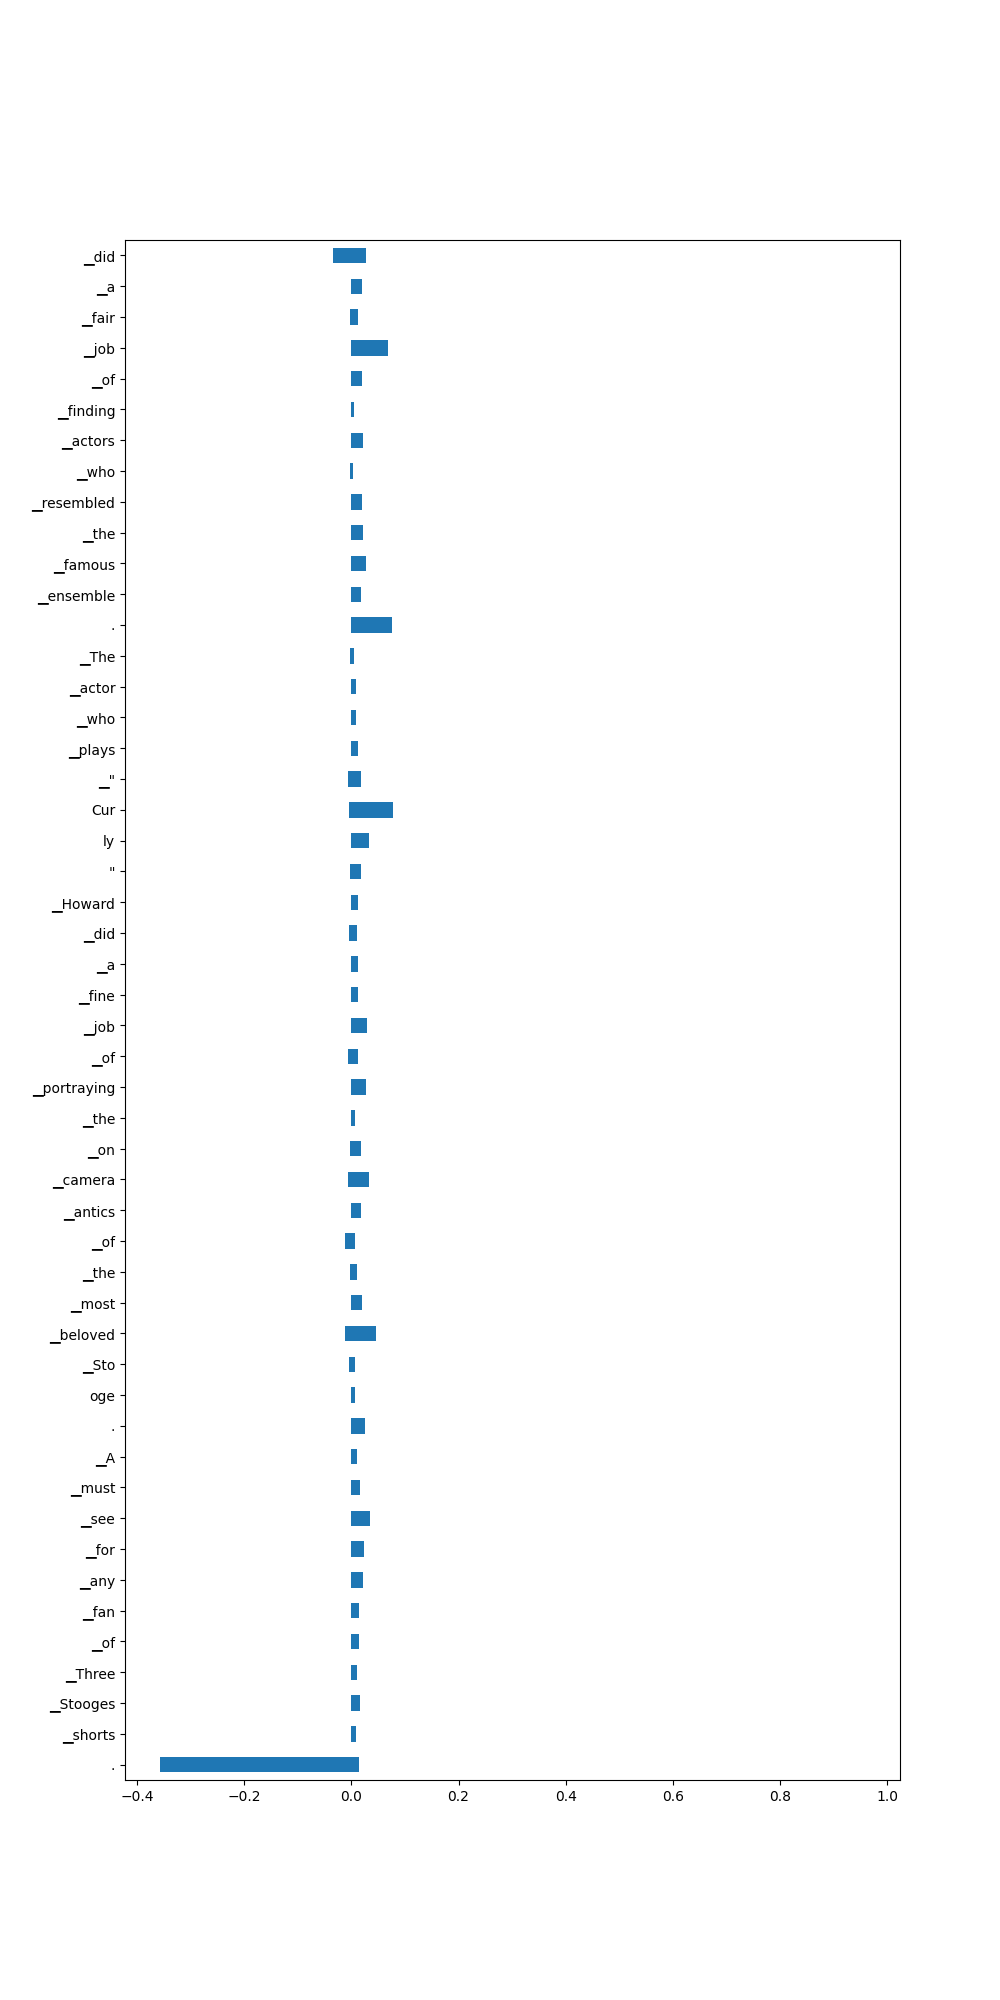 _did
_a
_fair
_job
_of
_finding
_actors
_who
_resembled
_the
_famous
_ensemble
.
_The
_actor
_who
_plays
_"
Cur
ly
"
_Howard
_did
_a
_fine
_job
_of
_portraying
_the
_on
_camera
_antics
_of
_the
_most
_beloved
_Sto
oge
.
_A
_must
_see
_for
_any
_fan
_of
_Three
_Stooges
_shorts
.
−0.4 −0.2 0.0 0.2 0.4 0.6 0.8 1.0